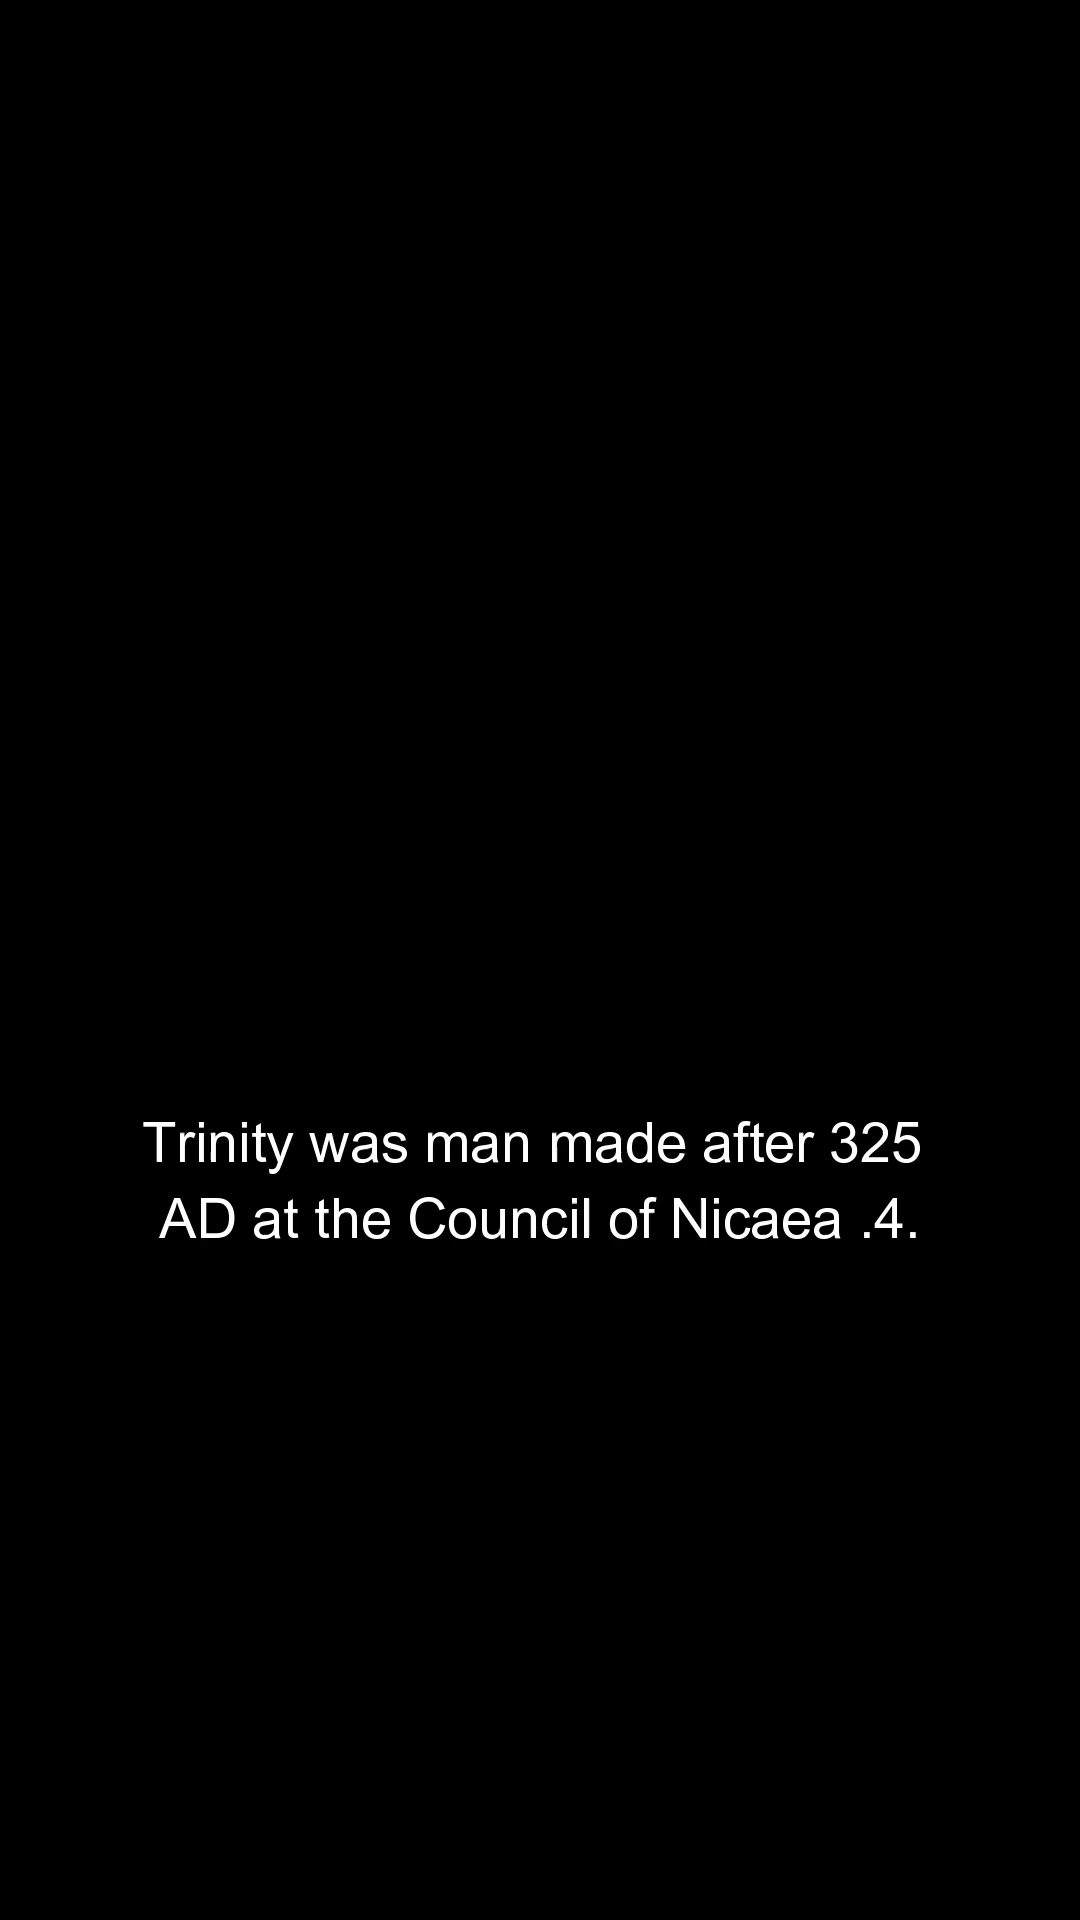 Trinity was man made after 325
AD at the Council of Nicaea .4.